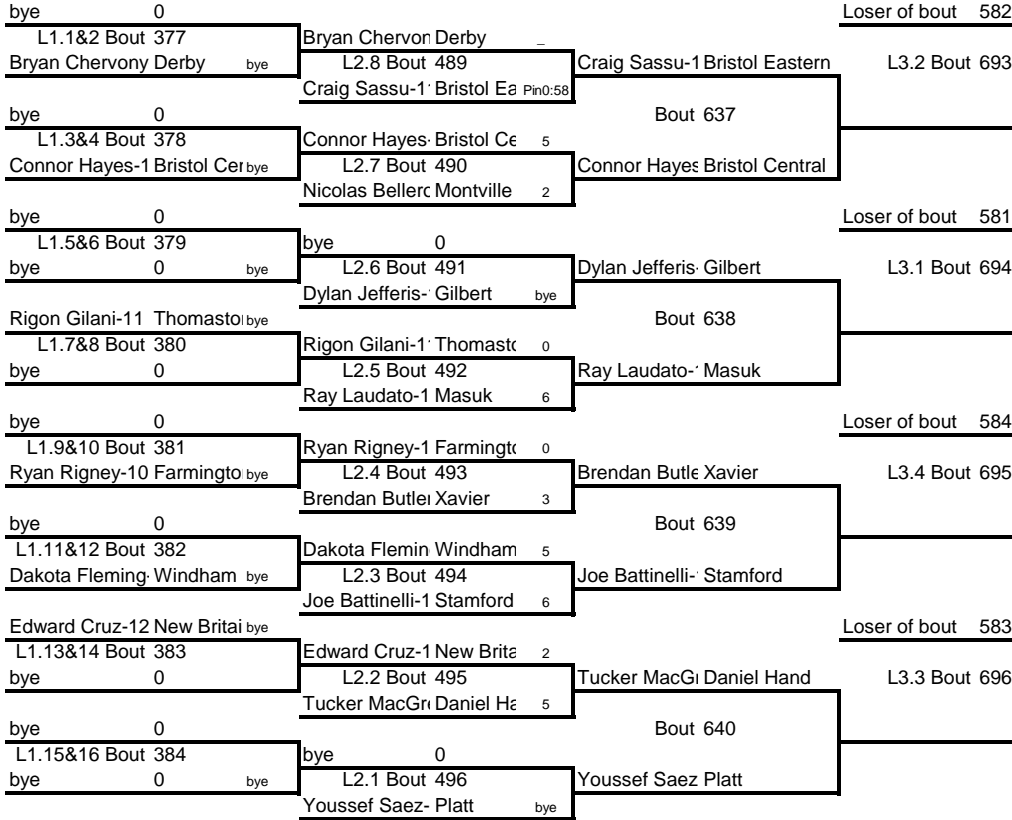 bye 0 Loser of bout 582
L1.1&2 Bout 377 Bryan Chervon Derby _
Bryan Chervony Derby bye L2.8 Bout 489 Craig Sassu-1 Bristol Eastern L3.2 Bout 693
Craig Sassu-1 Bristol Ea Pin0:58
bye 0 Bout 637
L1.3&4 Bout 378 Connor Hayes- Bristol Ce 5
Connor Hayes-1 Bristol Cer bye L2.7 Bout 490 Connor Hayes Bristol Central
Nicolas Bellerc Montville 2
bye 0 Loser of bout 581
L1.5&6 Bout 379 bye 0
bye 0 bye L2.6 Bout 491 Dylan Jefferis- Gilbert L3.1 Bout 694
Dylan Jefferis- Gilbert bye
Rigon Gilani-11 Thomasto bye Bout 638
L1.7&8 Bout 380 Rigon Gilani-1 Thomasto 0
bye 0 L2.5 Bout 492 Ray Laudato- Masuk
Ray Laudato-1 Masuk 6
bye 0 Loser of bout 584
L1.9&10 Bout 381 Ryan Rigney-1 Farmingto 0
Ryan Rigney-10 Farmingto bye L2.4 Bout 493 Brendan Butle Xavier L3.4 Bout 695
Brendan Butler Xavier 3
bye 0 Bout 639
L1.11&12 Bout 382 Dakota Flemin Windham 5
Dakota Fleming- Windham bye L2.3 Bout 494 Joe Battinelli- Stamford
Joe Battinelli-1 Stamford 6
Edward Cruz-12 New Britai bye Loser of bout 583
L1.13&14 Bout 383 Edward Cruz-1 New Brita 2
bye 0 L2.2 Bout 495 Tucker MacGr Daniel Hand L3.3 Bout 696
Tucker MacGre Daniel Ha 5
bye 0 Bout 640
L1.15&16 Bout 384 bye 0
bye 0 bye L2.1 Bout 496 Youssef Saez Platt
Youssef Saez- Platt bye